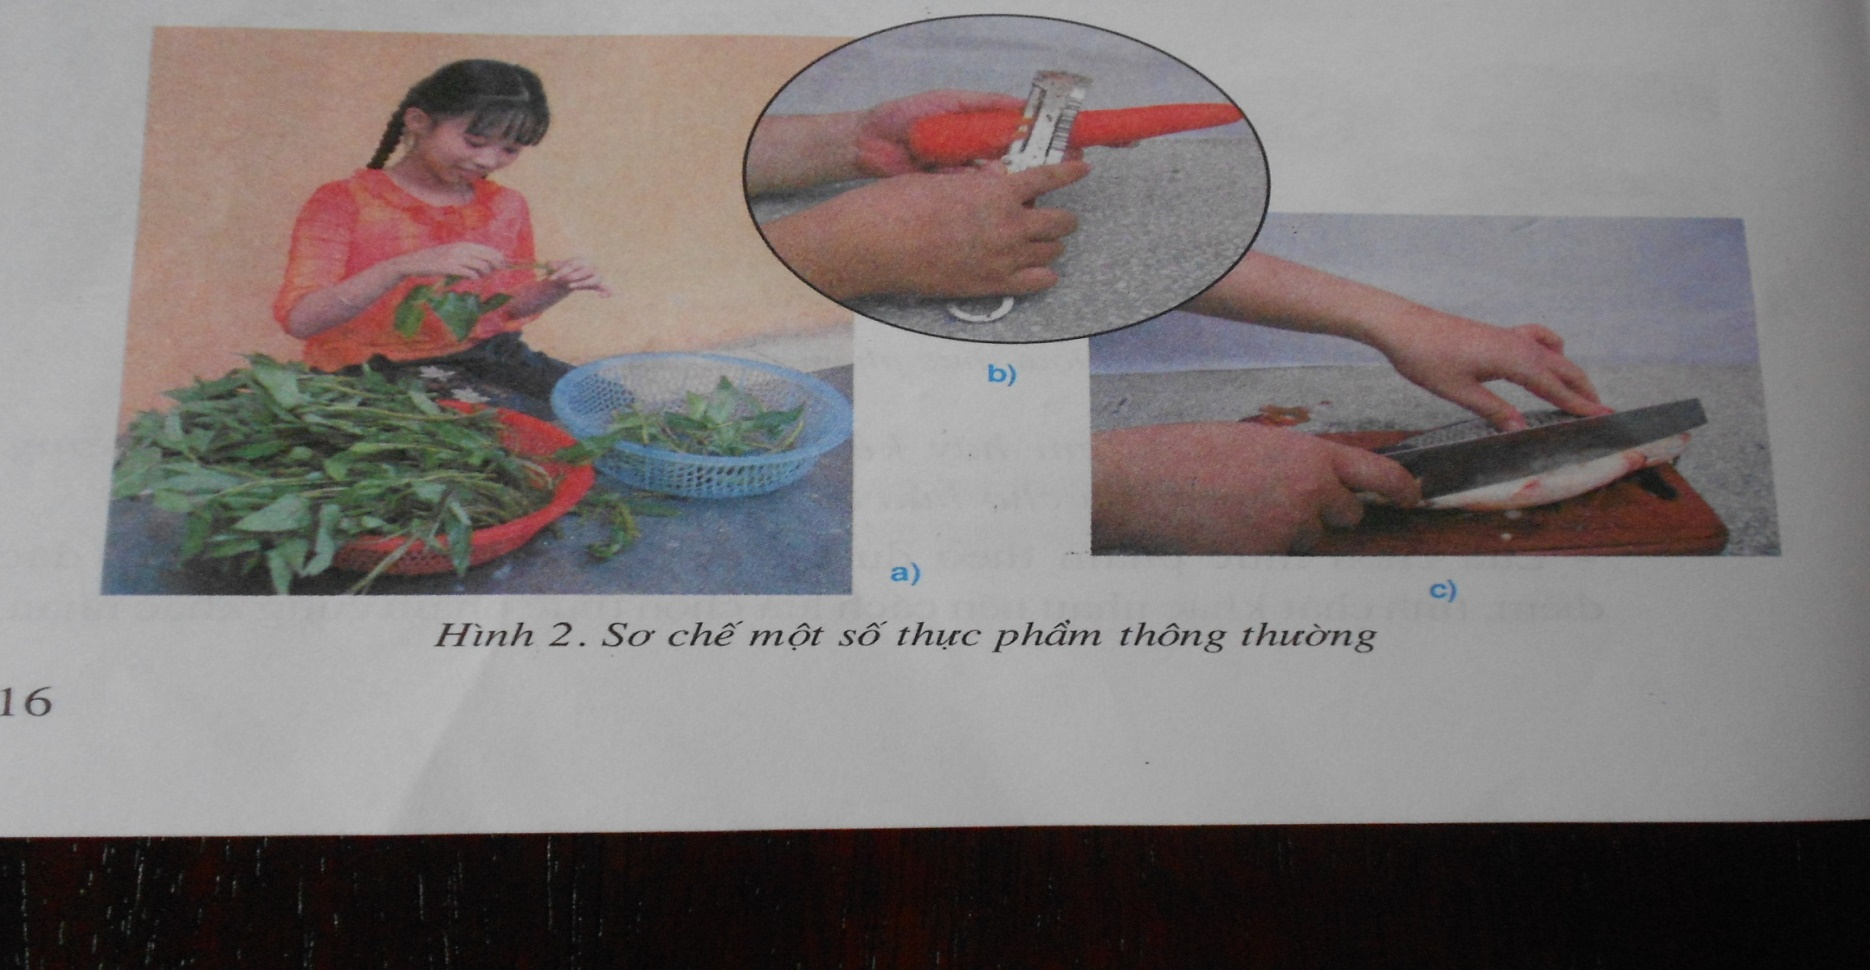 b)
a)
c)
Hình 2. Sơ chế một số thực phẩm thông thường
16